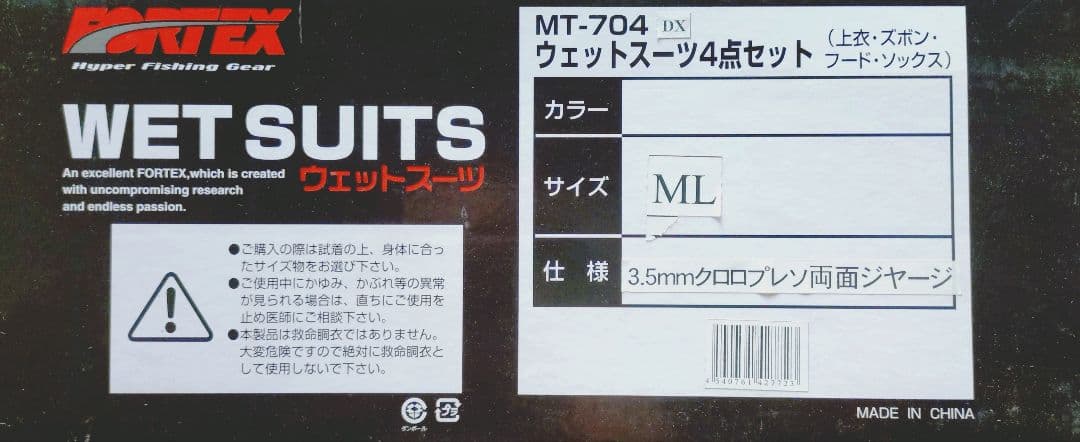 FORTEX
Hyper Fishing Gear
WET SUITS
An excellent FORTEX,which is created
with uncompromising research
and endless passion.
ウェットスーツ
●ご購入の際は試着の上、身体に合っ
たサイズ物をお選び下さい。
●ご使用中にかゆみ、かぶれ等の異常
が見られる場合は、直ちにご使用を
止め医師にご相談下さい。
●本製品は救命胴衣ではありません。
大変危険ですので絶対に救命胴衣と
して使用しないで下さい。
ダンボール
MT-704 DX
ウェットスーツ4点セット
(上衣・ズボン・
フード・ソックス)
カラー
サイズ ML
仕様 3.5mmクロロプレソ両面ジヤージ
4540761427723
MADE IN CHINA